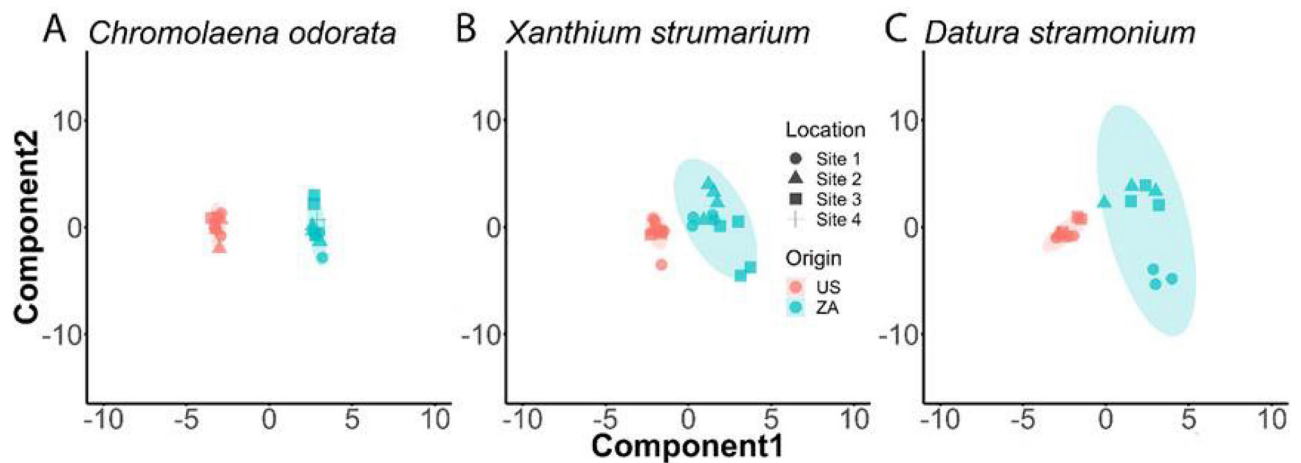 A Chromolaena odorata
B Xanthium strumarium
C Datura stramonium
Component2
10
0
-10
-10 -5 0 5 10
10
0
-10
-10 -5 0 5 10
10
0
-10
-10 -5 0 5 10
Location
Site 1
Site 2
Site 3
Site 4
Origin
US
ZA
Component1